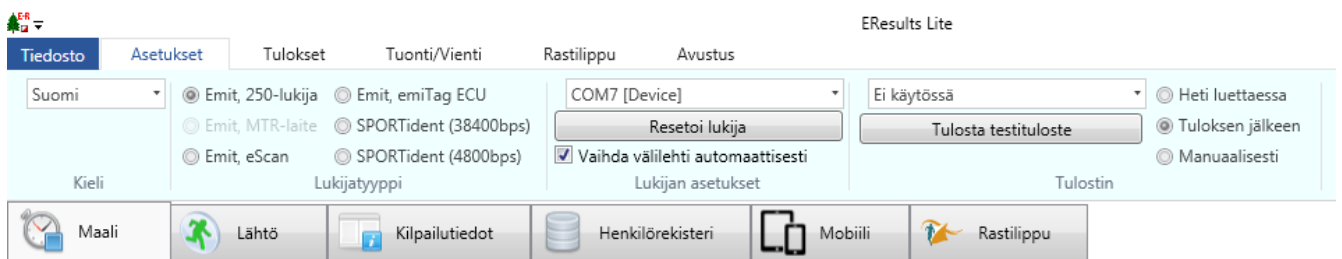 E-R
EResults Lite
Tiedosto Asetukset Tulokset Tuonti/Vienti Rastilippu Avustus
Suomi Emit, 250-lukija Emit, emiTag ECU COM7 [Device] Ei käytössä Heti luettaessa
Emit, MTR-laite SPORTident (38400bps) Resetoi lukija Tulosta testituloste Tuloksen jälkeen
Emit, eScan SPORTident (4800bps) Vaihda välilehti automaattisesti Manuaalisesti
Kieli Lukijatyyppi Lukijan asetukset Tulostin
Maali Lähtö Kilpailutiedot Henkilörekisteri Mobiili Rastilippu